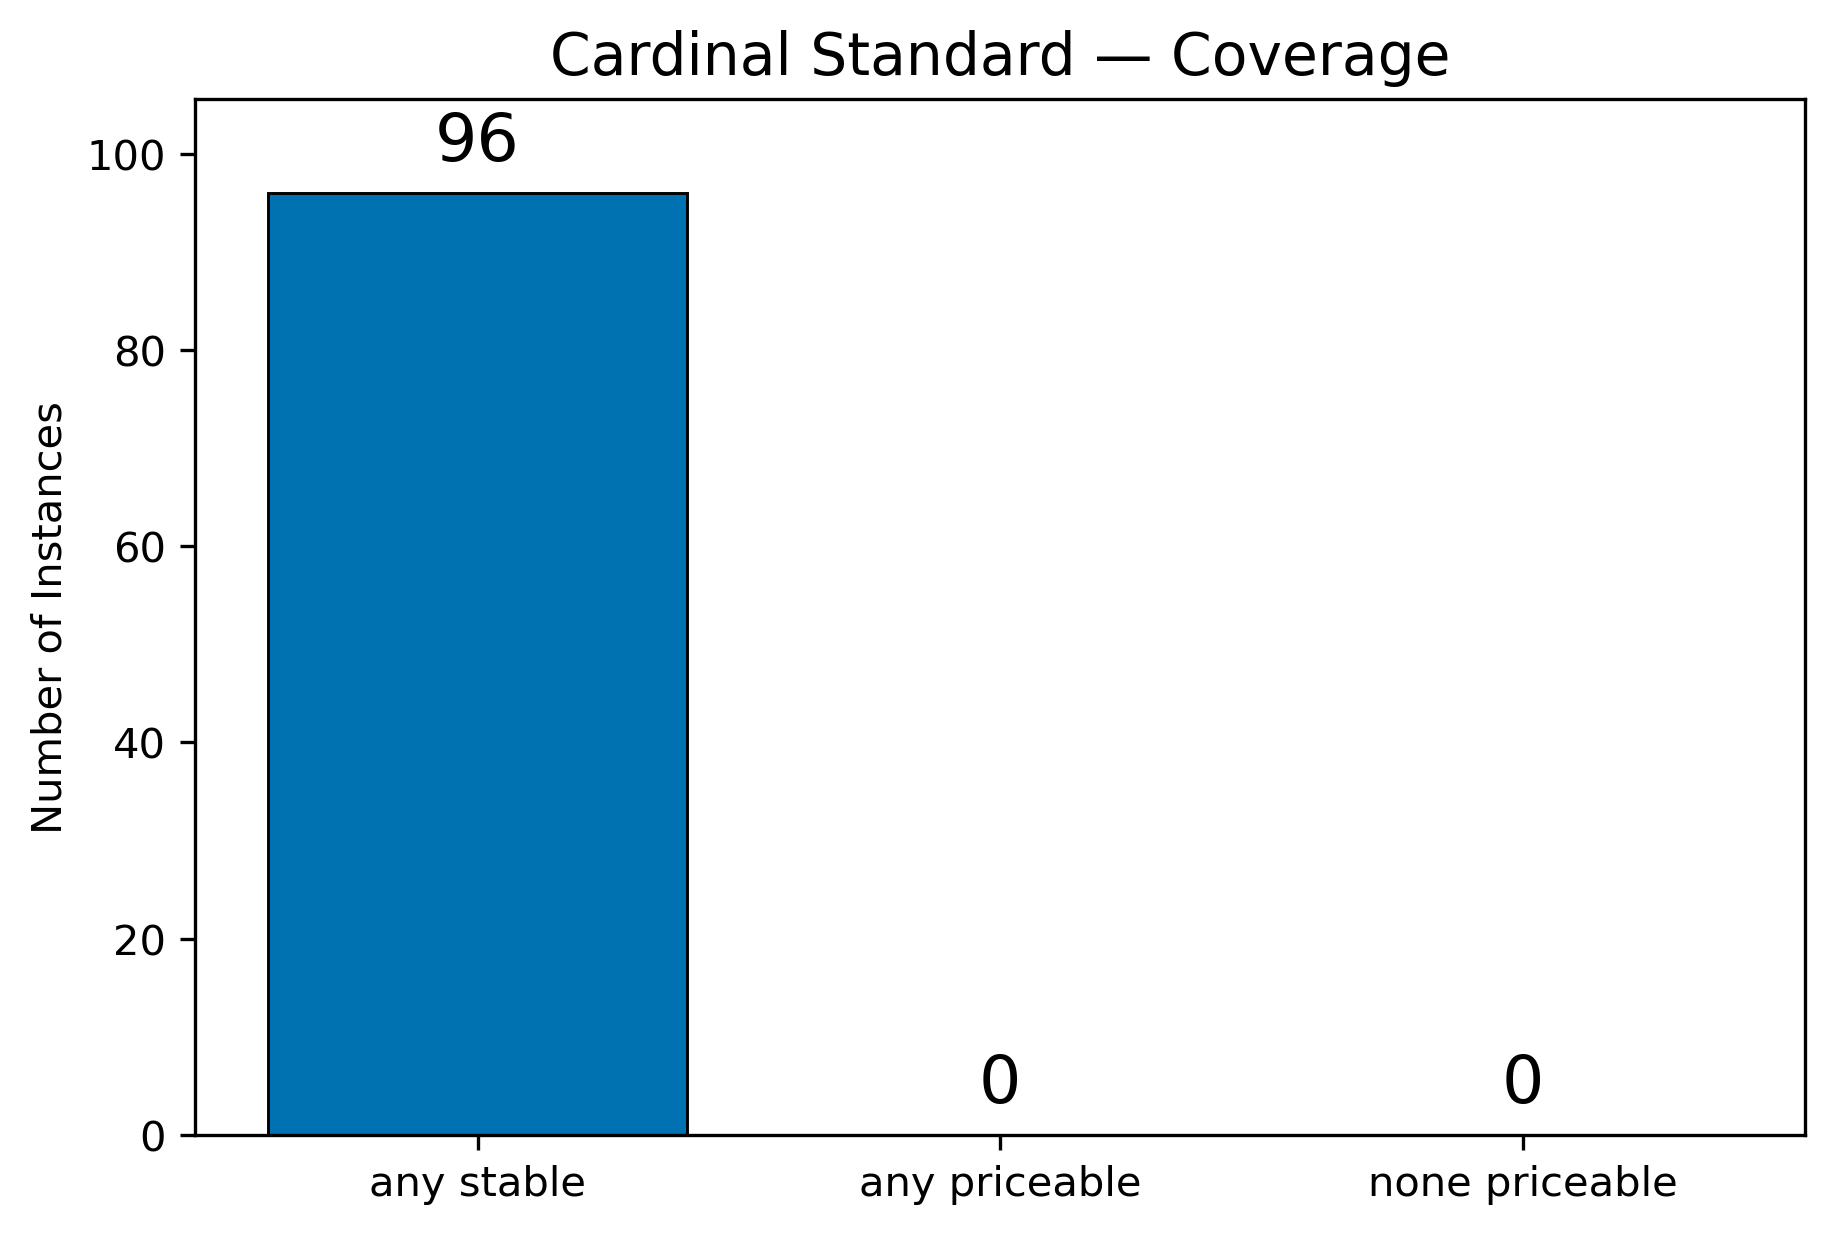 Cardinal Standard — Coverage
96
100
80
60
40
20
0
Number of Instances
0
0
any stable
any priceable
none priceable